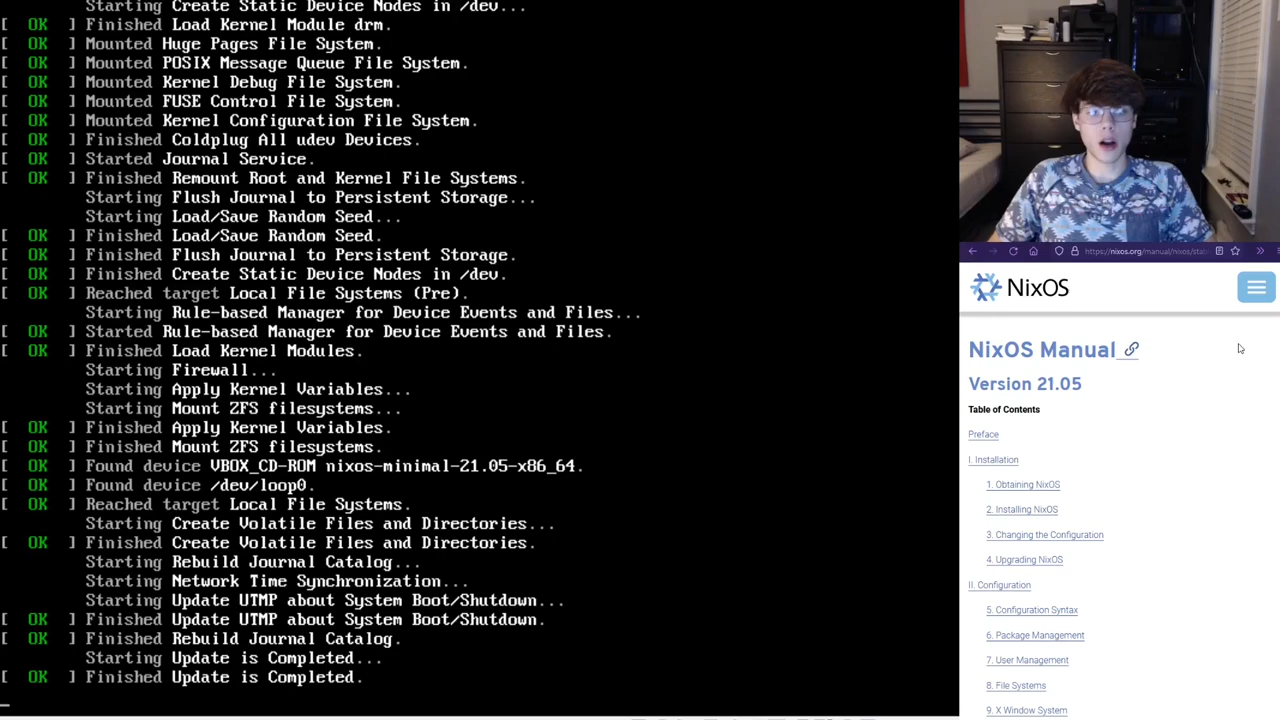 Starting Create Static Device Nodes in /dev...
[ OK ] Finished Load Kernel Module drm.
[ OK ] Mounted Huge Pages File System.
[ OK ] Mounted POSIX Message Queue File System.
[ OK ] Mounted Kernel Debug File System.
[ OK ] Mounted FUSE Control File System.
[ OK ] Mounted Kernel Configuration File System.
[ OK ] Finished Coldplug All udev Devices.
[ OK ] Started Journal Service.
[ OK ] Finished Remount Root and Kernel File Systems.
Starting Flush Journal to Persistent Storage...
Starting Load/Save Random Seed...
[ OK ] Finished Load/Save Random Seed.
[ OK ] Finished Flush Journal to Persistent Storage.
[ OK ] Finished Create Static Device Nodes in /dev.
[ OK ] Reached target Local File Systems (Pre).
Starting Rule-based Manager for Device Events and Files...
[ OK ] Started Rule-based Manager for Device Events and Files.
[ OK ] Finished Load Kernel Modules.
Starting Firewall...
Starting Apply Kernel Variables...
Starting Mount ZFS filesystems...
[ OK ] Finished Apply Kernel Variables.
[ OK ] Finished Mount ZFS filesystems.
[ OK ] Found device VBOX_CD-ROM nixos-minimal-21.05-x86_64.
[ OK ] Found device /dev/loop0.
[ OK ] Reached target Local File Systems.
Starting Create Volatile Files and Directories...
[ OK ] Finished Create Volatile Files and Directories.
Starting Rebuild Journal Catalog...
Starting Network Time Synchronization...
Starting Update UTMP about System Boot/Shutdown...
[ OK ] Finished Update UTMP about System Boot/Shutdown.
[ OK ] Finished Rebuild Journal Catalog.
Starting Update is Completed...
[ OK ] Finished Update is Completed.
https://nixos.org/manual/nixos/sta
NixOS
NixOS Manual
Version 21.05
Table of Contents
Preface
I. Installation
1. Obtaining NixOS
2. Installing NixOS
3. Changing the Configuration
4. Upgrading NixOS
II. Configuration
5. Configuration Syntax
6. Package Management
7. User Management
8. File Systems
9. X Window System